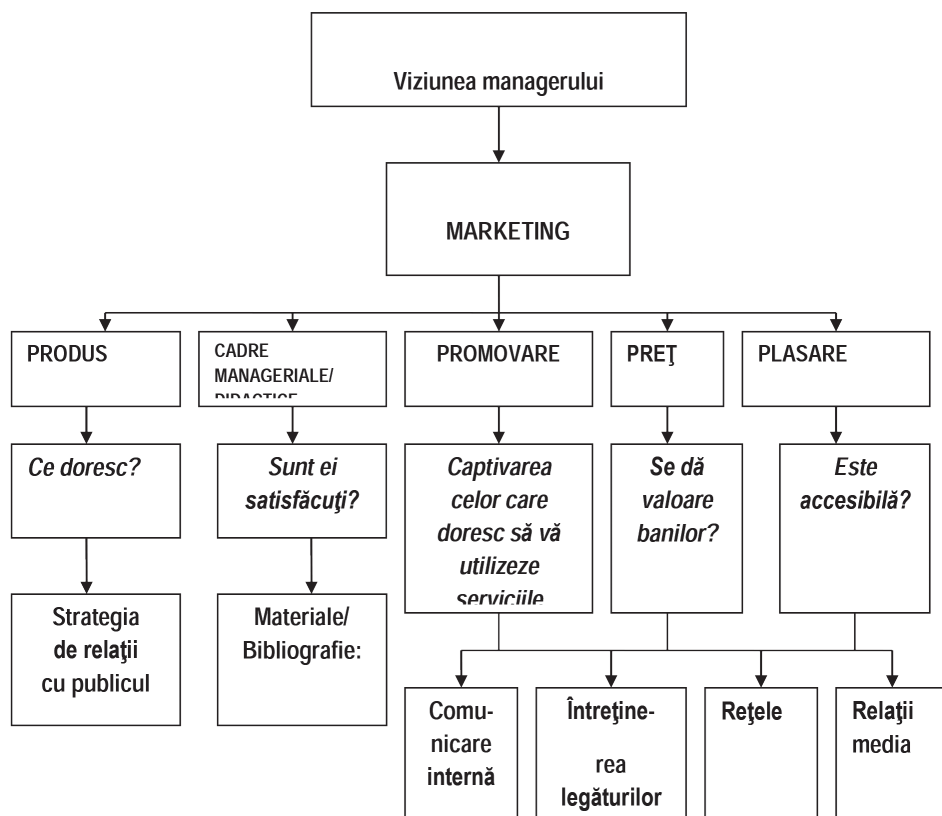 Viziunea managerului
MARKETING
PRODUS
CADRE
MANAGERIALE/
DIDACTICE
PROMOVARE
PREŢ
PLASARE
Ce doresc?
Sunt ei
satisfăcuţi?
Captivarea
celor care
doresc să vă
utilizeze
serviciile
Se dă
valoare
banilor?
Este
accesibilă?
Strategia
de relaţii
cu publicul
Materiale/
Bibliografie:
Comu-
nicare
internă
Întreţine-
rea
legăturilor
Reţele
Relaţii
media